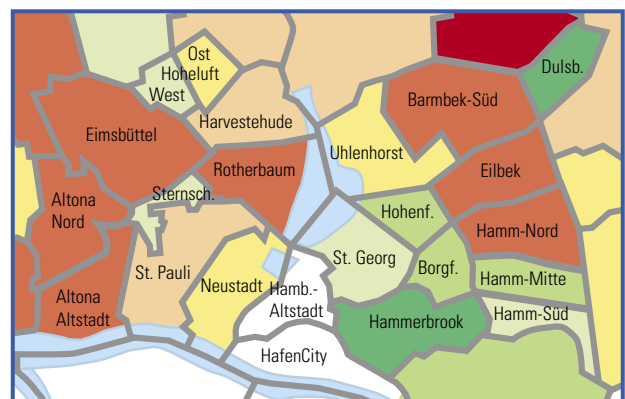 Ost
Hoheluft
West
Dulsb.
Barmbek-Süd
Harvestehude
Eimsbüttel
Uhlenhorst
Rotherbaum
Eilbek
Sternsch.
Altona
Nord
Hohenf.
Hamm-Nord
St. Georg
St. Pauli
Borgf.
Neustadt
Hamm-Mitte
Hamb.-
Altstadt
Altona
Altstadt
Hammerbrook
Hamm-Süd
HafenCity